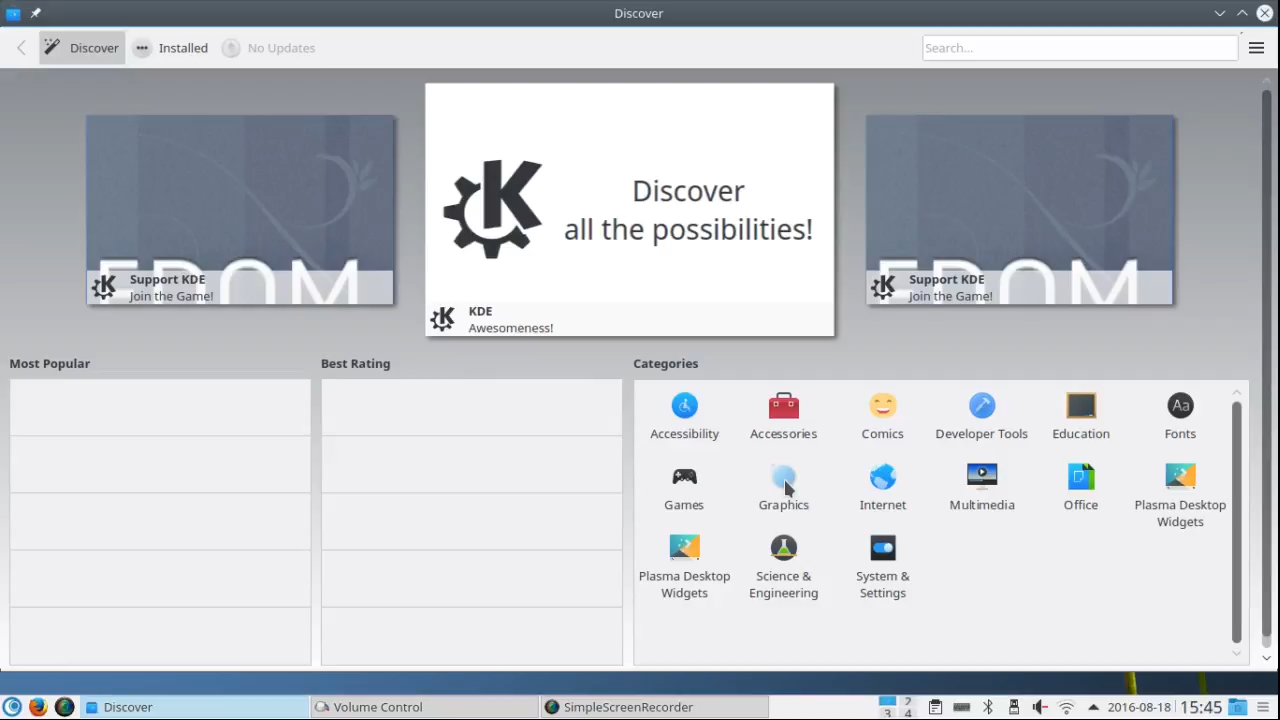 Discover
Discover
Installed
No Updates
Search...
Discover
all the possibilities!
KDE
Awesomeness!
Support KDE
Join the Game!
Support KDE
Join the Game!
Most Popular
Best Rating
Categories
Accessibility
Accessories
Comics
Developer Tools
Education
Aa
Fonts
Games
Graphics
Internet
Multimedia
Office
Plasma Desktop
Widgets
Plasma Desktop
Widgets
Science &
Engineering
System &
Settings
Discover
Volume Control
SimpleScreenRecorder
2
3
4
2016-08-18
15:45